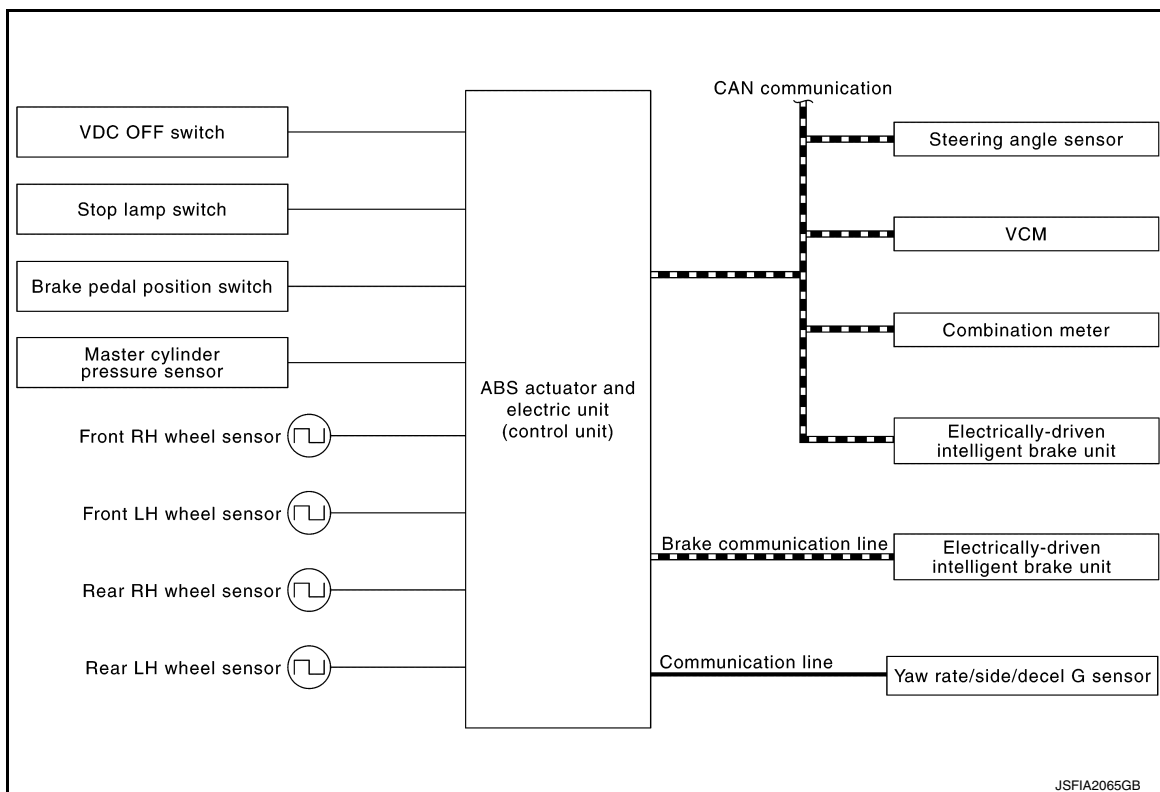 VDC OFF switch
Stop lamp switch
Brake pedal position switch
Master cylinder
pressure sensor
Front RH wheel sensor
Front LH wheel sensor
Rear RH wheel sensor
Rear LH wheel sensor
ABS actuator and
electric unit
(control unit)
CAN communication
Steering angle sensor
VCM
Combination meter
Electrically-driven
intelligent brake unit
Brake communication line
Electrically-driven
intelligent brake unit
Communication line
Yaw rate/side/decel G sensor
JSFIA2065GB